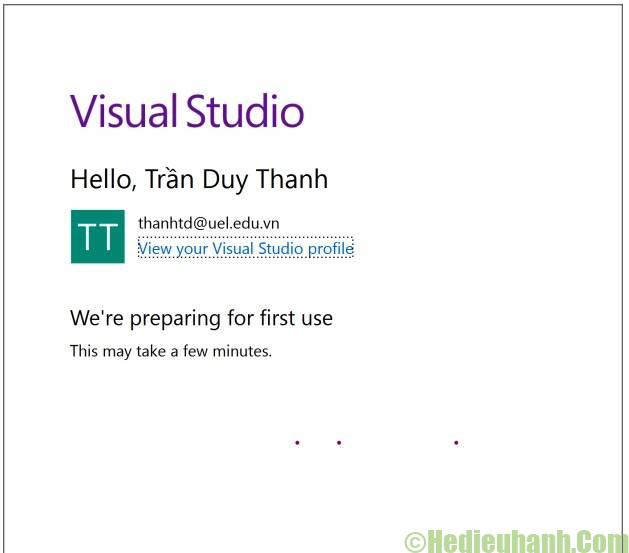 Visual Studio
Hello, Trần Duy Thanh
TT
thanhtd@uel.edu.vn
View your Visual Studio profile
We're preparing for first use
This may take a few minutes.
©Hedieuhanh.Com